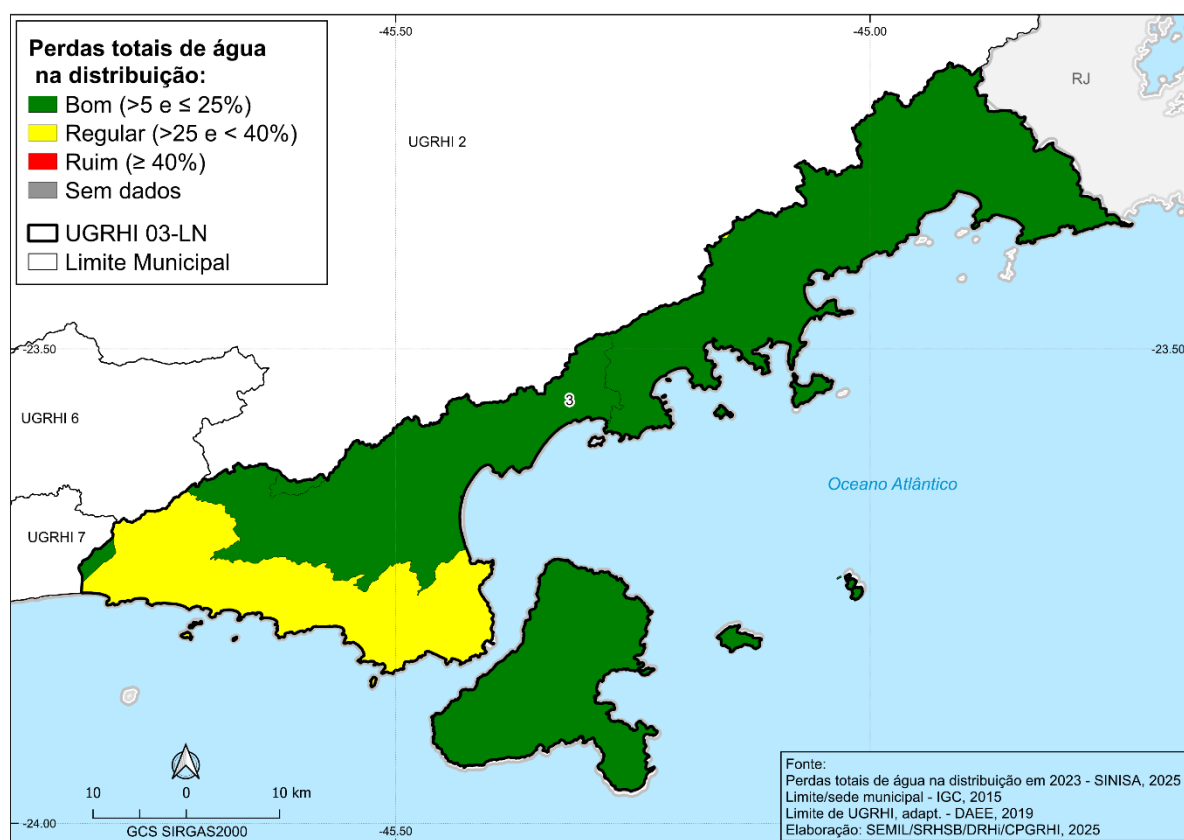 Perdas totais de água
na distribuição:
Bom (>5 e ≤ 25%)
Regular (>25 e < 40%)
Ruim (≥ 40%)
Sem dados
UGRHI 03-LN
Limite Municipal
-45.50
-45.00
RJ
UGRHI 2
-23.50
-23.50
3
UGRHI 6
Oceano Atlântico
UGRHI 7
10 0 10 km
GCS SIRGAS2000
-24.00
-45.50
Fonte:
Perdas totais de água na distribuição em 2023 - SINISA, 2025
Limite/sede municipal - IGC, 2015
Limite de UGRHI, adapt. - DAEE, 2019
Elaboração: SEMIL/SRHSB/DRHi/CPGRHI, 2025